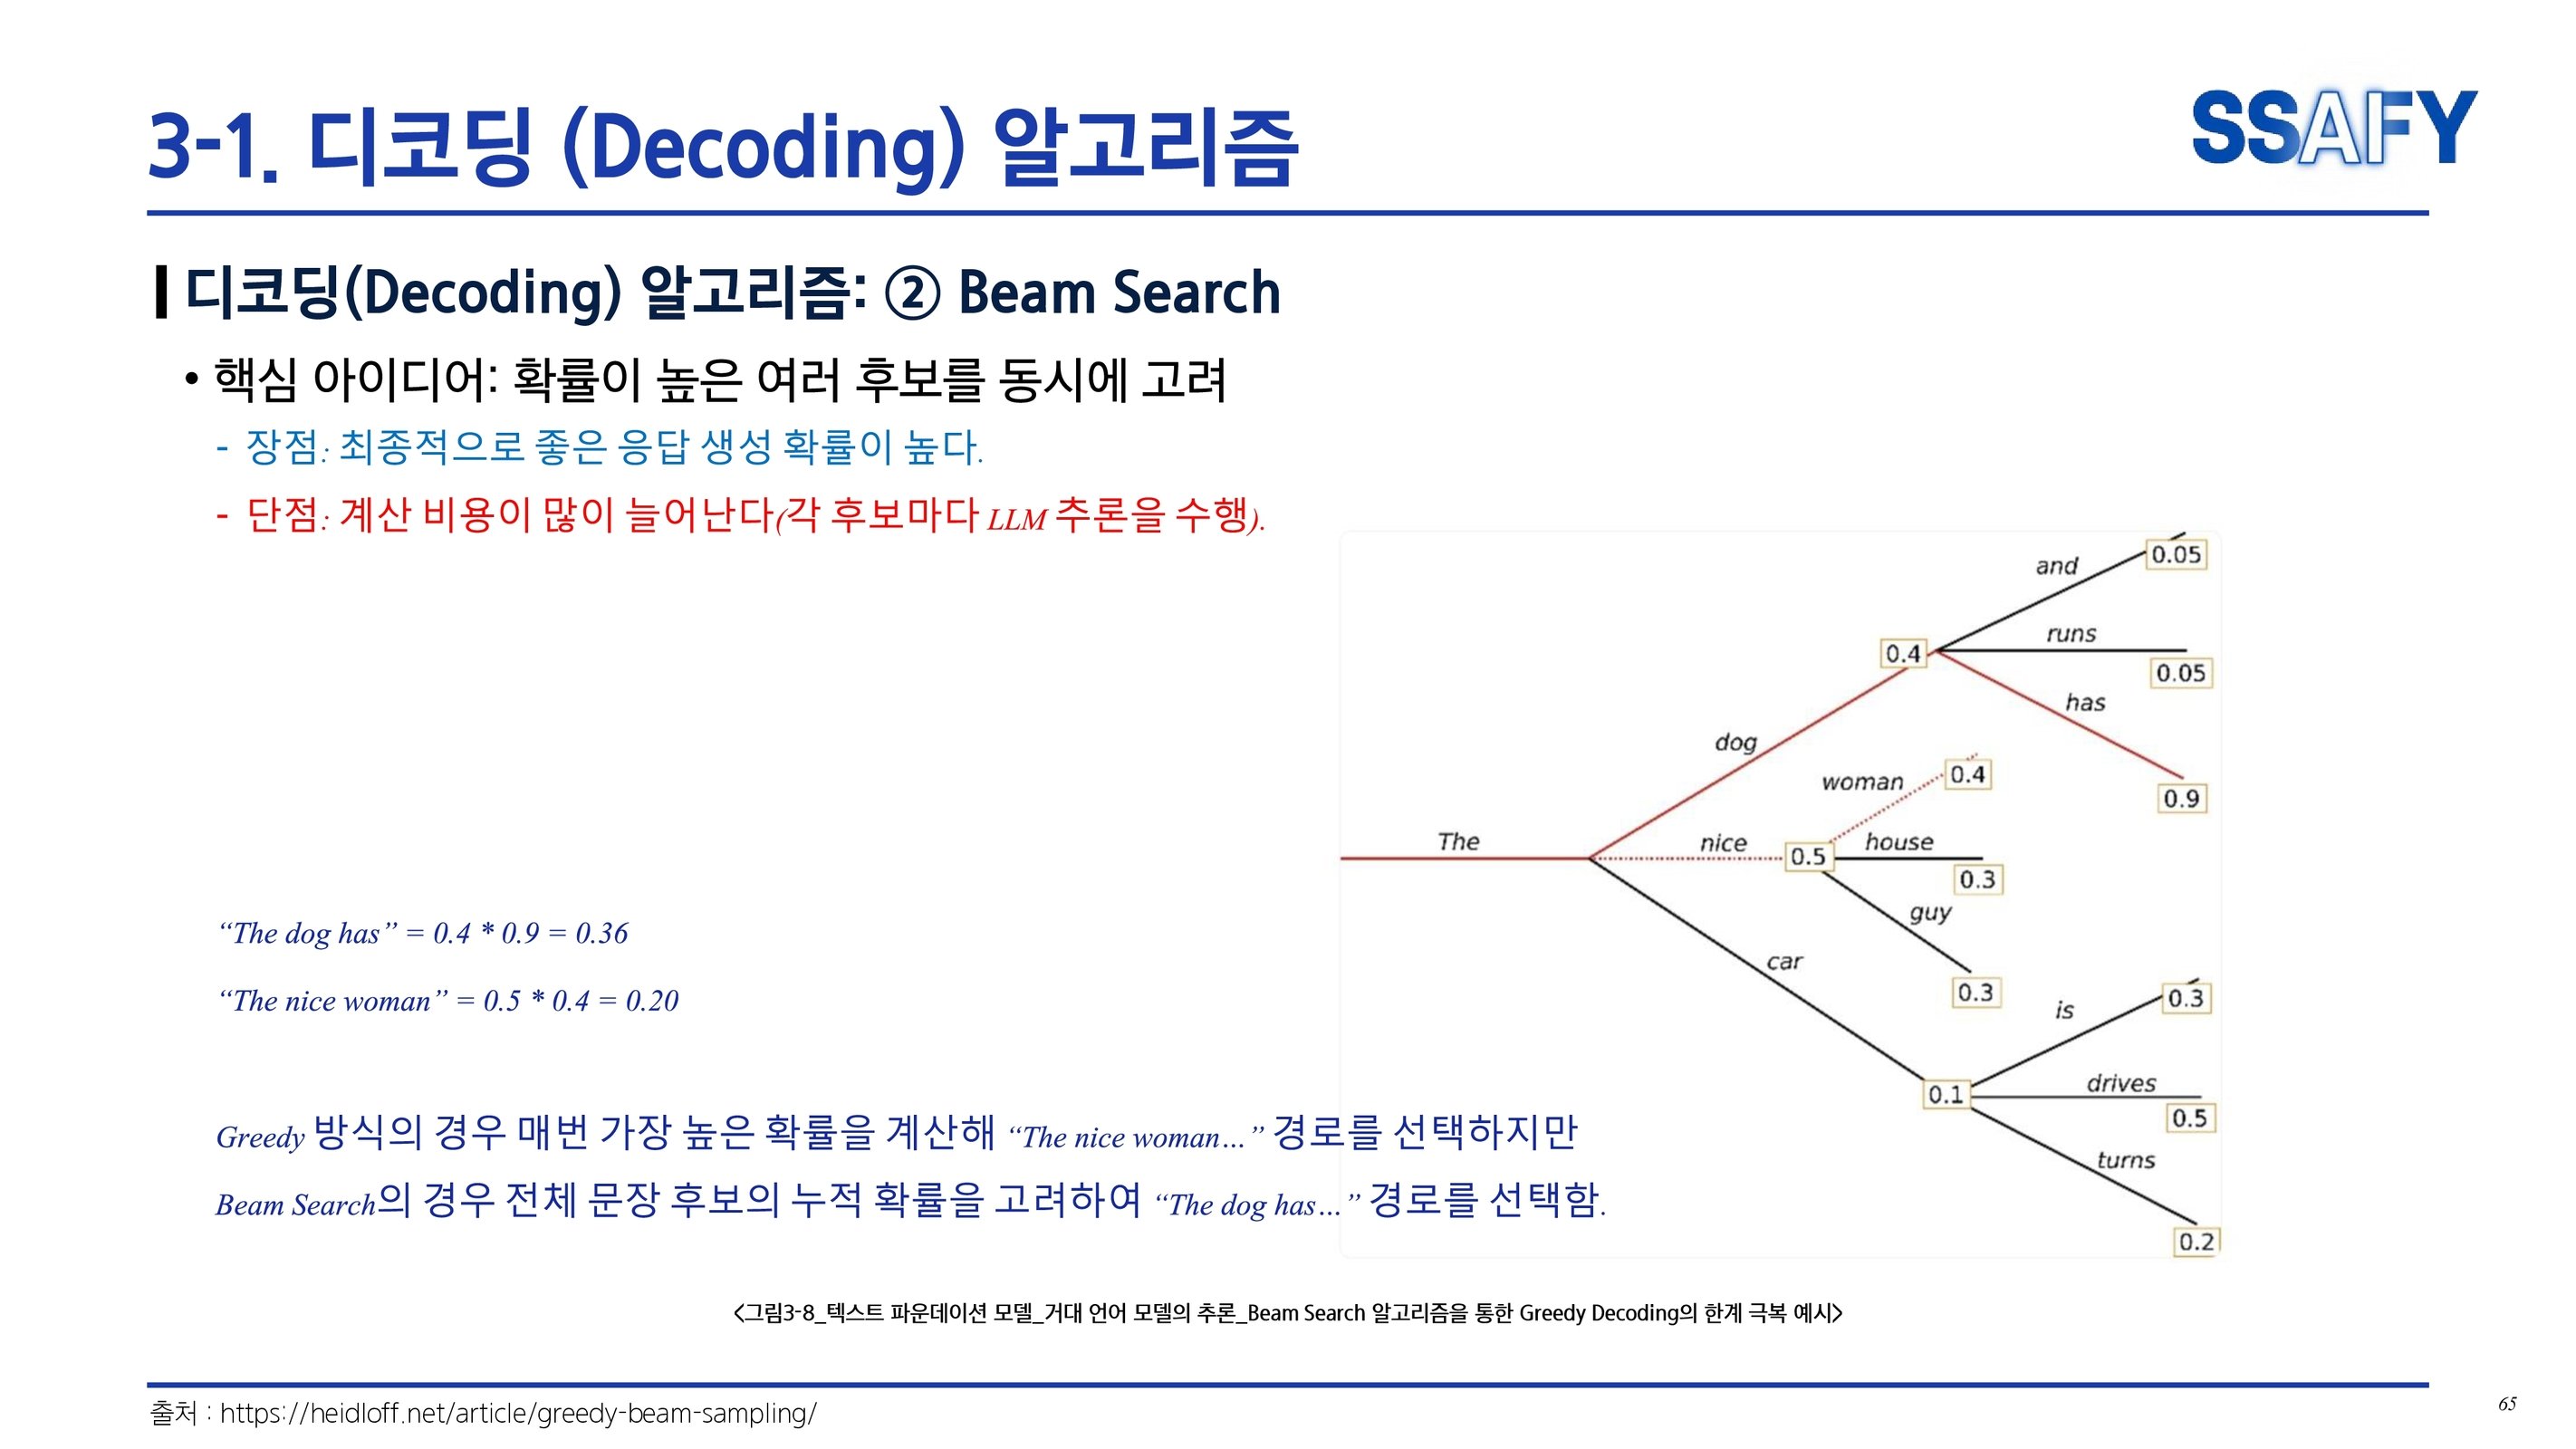 3-1. 디코딩 (Decoding) 알고리즘
SSAFY
디코딩(Decoding) 알고리즘: ② Beam Search
• 핵심 아이디어: 확률이 높은 여러 후보를 동시에 고려
- 장점: 최종적으로 좋은 응답 생성 확률이 높다.
- 단점: 계산 비용이 많이 늘어난다(각 후보마다 LLM 추론을 수행).
and
0.05
runs
0.4
0.05
has
dog
woman
0.4
0.9
The
nice
0.5
house
0.3
guy
car
0.3
is
0.3
0.1
drives
0.5
turns
0.2
“The dog has” = 0.4 * 0.9 = 0.36
“The nice woman” = 0.5 * 0.4 = 0.20
Greedy 방식의 경우 매번 가장 높은 확률을 계산해 “The nice woman…” 경로를 선택하지만
Beam Search의 경우 전체 문장 후보의 누적 확률을 고려하여 “The dog has…” 경로를 선택함.
<그림3-8_텍스트 파운데이션 모델_거대 언어 모델의 추론_Beam Search 알고리즘을 통한 Greedy Decoding의 한계 극복 예시>
출처 : https://heidloff.net/article/greedy-beam-sampling/
65